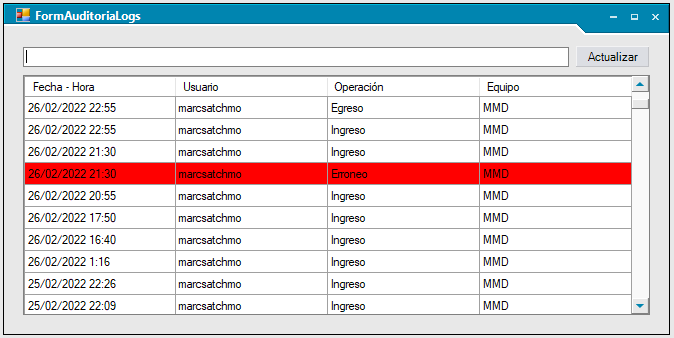 FormAuditoriaLogs
Actualizar
Fecha - Hora Usuario Operación Equipo
26/02/2022 22:55 marcsatchmo Egreso MMD
26/02/2022 22:55 marcsatchmo Ingreso MMD
26/02/2022 21:30 marcsatchmo Ingreso MMD
26/02/2022 21:30 marcsatchmo Erroneo MMD
26/02/2022 20:55 marcsatchmo Ingreso MMD
26/02/2022 17:50 marcsatchmo Ingreso MMD
26/02/2022 16:40 marcsatchmo Ingreso MMD
26/02/2022 1:16 marcsatchmo Ingreso MMD
25/02/2022 22:26 marcsatchmo Ingreso MMD
25/02/2022 22:09 marcsatchmo Ingreso MMD